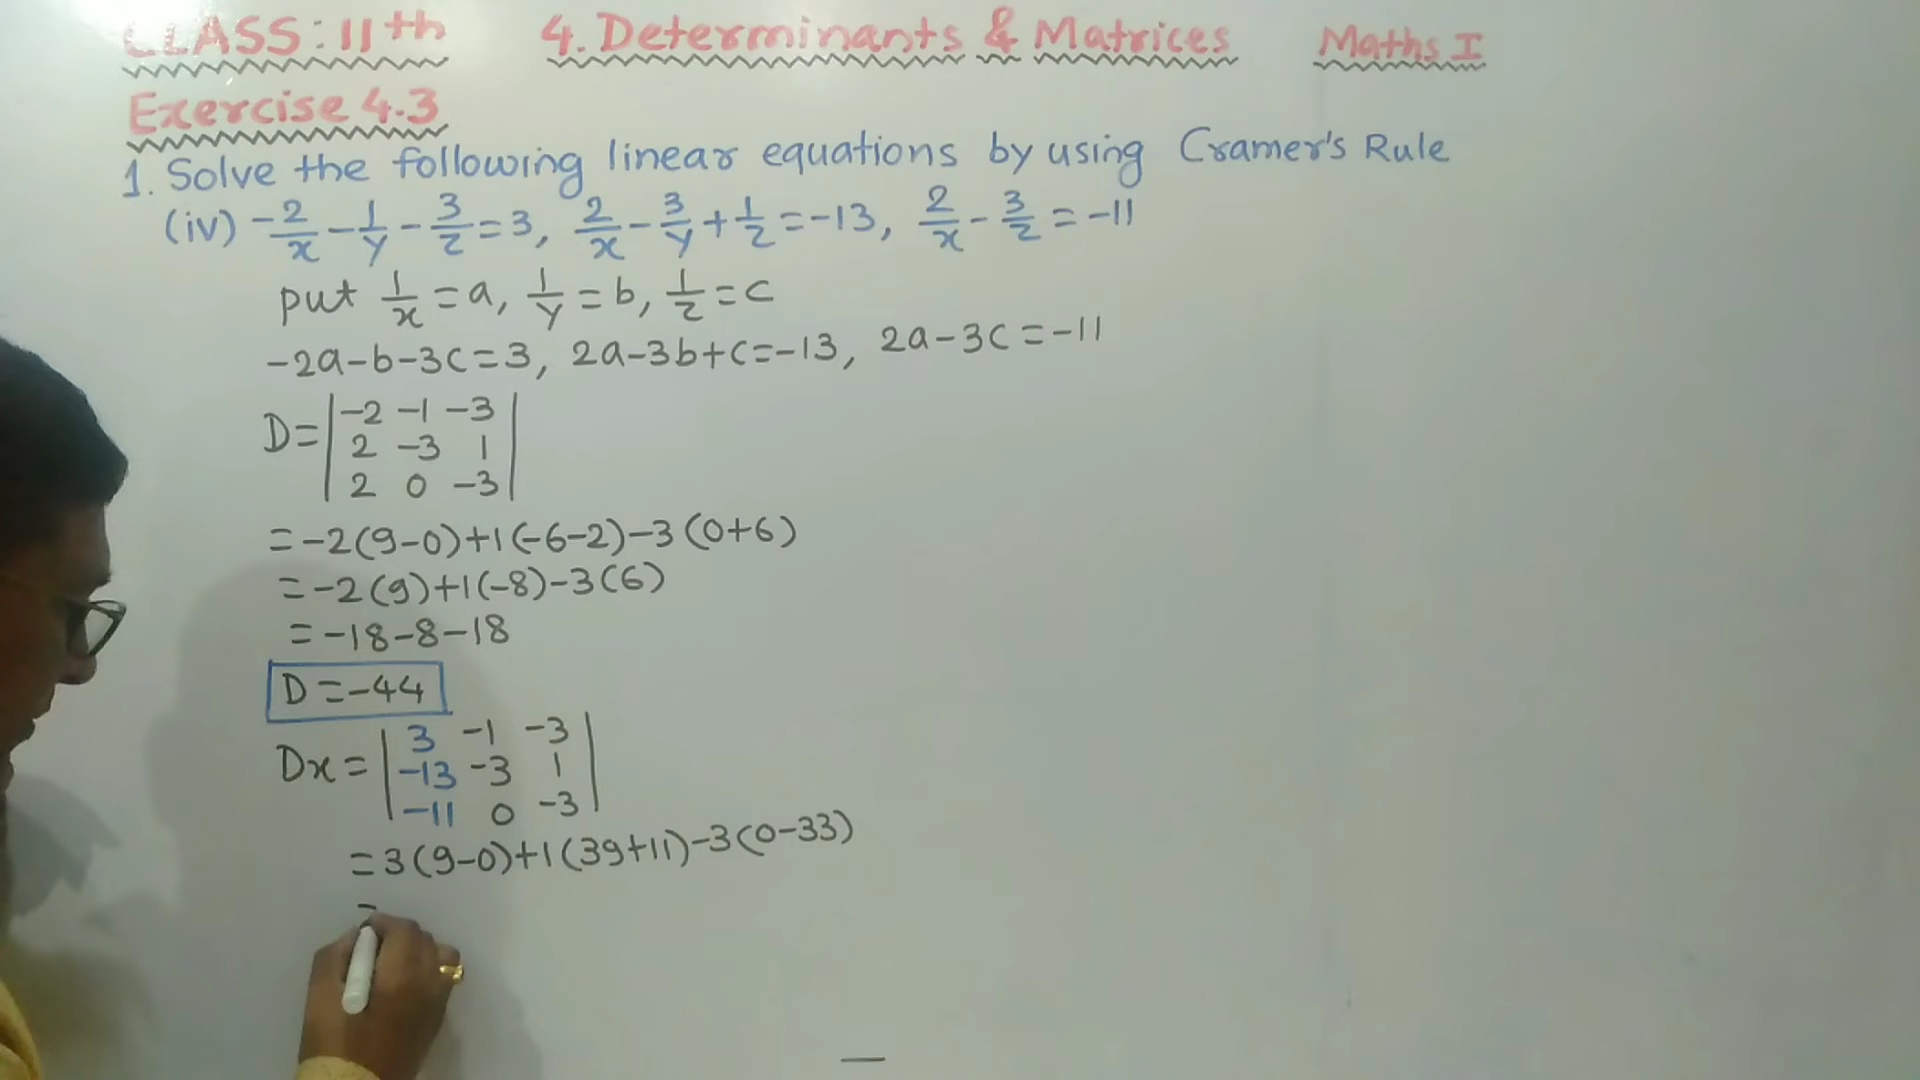 CLASS: 11th 4. Determinants & Matrices Maths I
Exercise 4.3
1. Solve the following linear equations by using Cramer's Rule
(iv) -2/x - 1/y - 3/z = 3, 2/x - 3/y + 1/z = -13, 2/x - 3/z = -11
put 1/x = a, 1/y = b, 1/z = c
-2a-b-3c=3, 2a-3b+c=-13, 2a-3c=-11
D= | -2 -1 -3 |
| 2 -3 1 |
| 2 0 -3 |
= -2(9-0)+1(-6-2)-3(0+6)
= -2(9)+1(-8)-3(6)
= -18-8-18
D = -44
Dx = | 3 -1 -3 |
| -13 -3 1 |
| -11 0 -3 |
= 3(9-0)+1(39+11)-3(0-33)